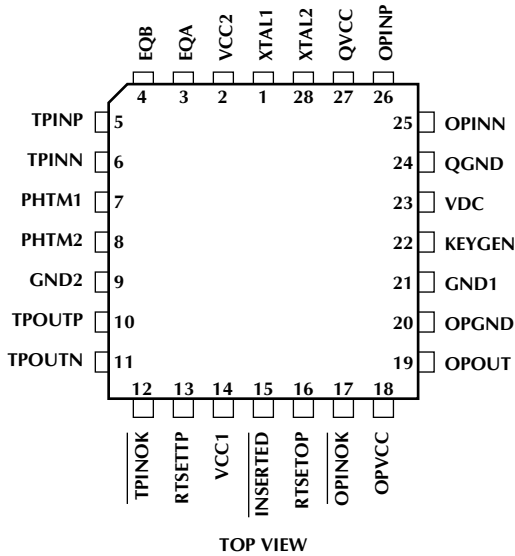 EQB EQA VCC2 XTAL1 XTAL2 QVCC OPINP
4 3 2 1 28 27 26
TPINP 5 25 OPINN
TPINN 6 24 QGND
PHTM1 7 23 VDC
PHTM2 8 22 KEYGEN
GND2 9 21 GND1
TPOUTP 10 20 OPGND
TPOUTN 11 19 OPOUT
12 13 14 15 16 17 18
TPINOK RTSETTP VCC1 INSERTED RTSETOP OPINOK OPVCC
TOP VIEW